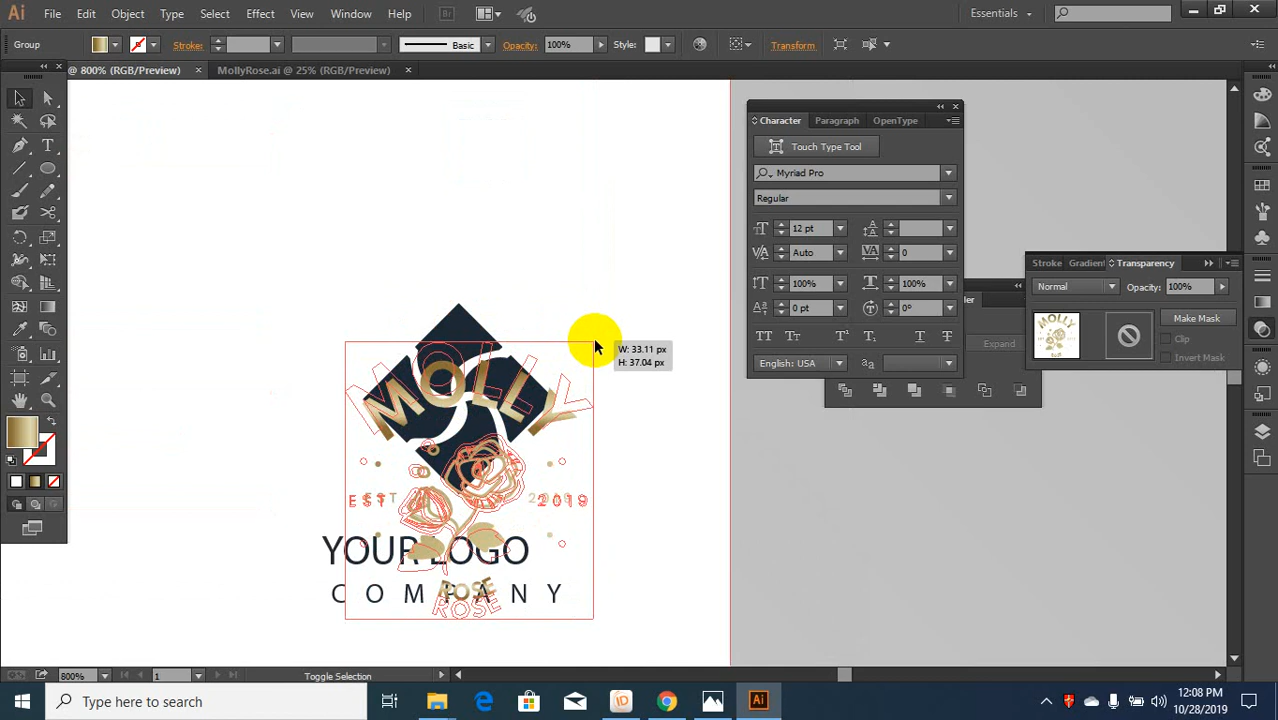 Ai File Edit Object Type Select Effect View Window Help Br Essentials
Group Stroke: Basic Opacity: 100% Style: Transform
@ 800% (RGB/Preview) × MollyRose.ai @ 25% (RGB/Preview) ×
Character Paragraph OpenType
Touch Type Tool
Myriad Pro
Regular
12 pt
Auto 0
100% 100%
0 pt 0°
English: USA
Stroke Gradient Transparency
Normal Opacity: 100%
Make Mask
Clip
Invert Mask
Expand
W: 33.11 px
H: 37.04 px
MOLLY
EST 2019
YOUR LOGO
COMPANY
ROSE
800% 1 Toggle Selection
Type here to search
12:08 PM
10/28/2019